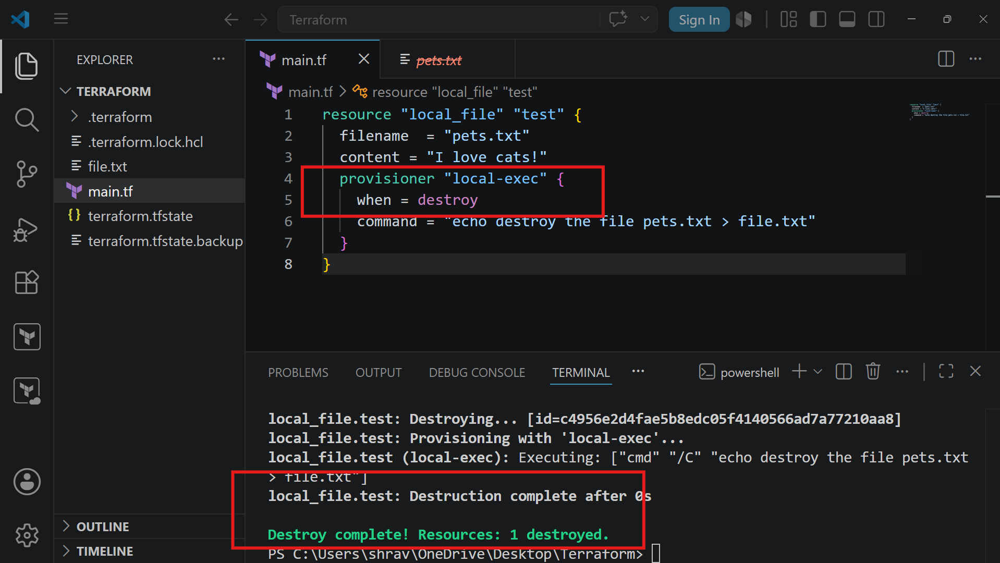 Terraform
Sign In
EXPLORER
TERRAFORM
.terraform
.terraform.lock.hcl
file.txt
main.tf
terraform.tfstate
terraform.tfstate.backup
OUTLINE
TIMELINE
main.tf
pets.txt
main.tf > resource "local_file" "test"
1 resource "local_file" "test" {
2 filename = "pets.txt"
3 content = "I love cats!"
4 provisioner "local-exec" {
5 when = destroy
6 command = "echo destroy the file pets.txt > file.txt"
7 }
8 }
PROBLEMS OUTPUT DEBUG CONSOLE TERMINAL
powershell
local_file.test: Destroying... [id=c4956e2d4fae5b8edc05f4140566ad7a77210aa8]
local_file.test: Provisioning with 'local-exec'...
local_file.test (local-exec): Executing: ["cmd" "/C" "echo destroy the file pets.txt
> file.txt"]
local_file.test: Destruction complete after 0s
Destroy complete! Resources: 1 destroyed.
PS C:\Users\shrav\OneDrive\Desktop\Terraform>